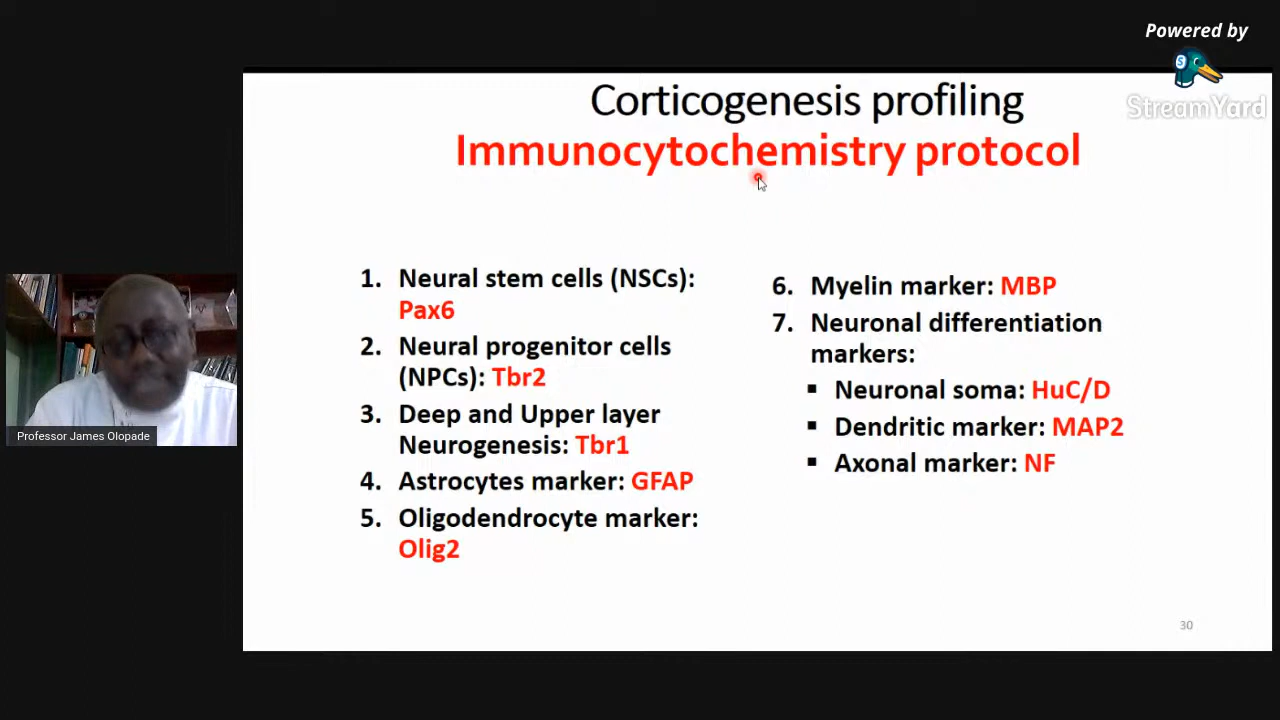 Powered by
StreamYard
Corticogenesis profiling
Immunocytochemistry protocol
1. Neural stem cells (NSCs):
Pax6
2. Neural progenitor cells
(NPCs): Tbr2
3. Deep and Upper layer
Neurogenesis: Tbr1
4. Astrocytes marker: GFAP
5. Oligodendrocyte marker:
Olig2
6. Myelin marker: MBP
7. Neuronal differentiation
markers:
▪ Neuronal soma: HuC/D
▪ Dendritic marker: MAP2
▪ Axonal marker: NF
Professor James Olopade
30